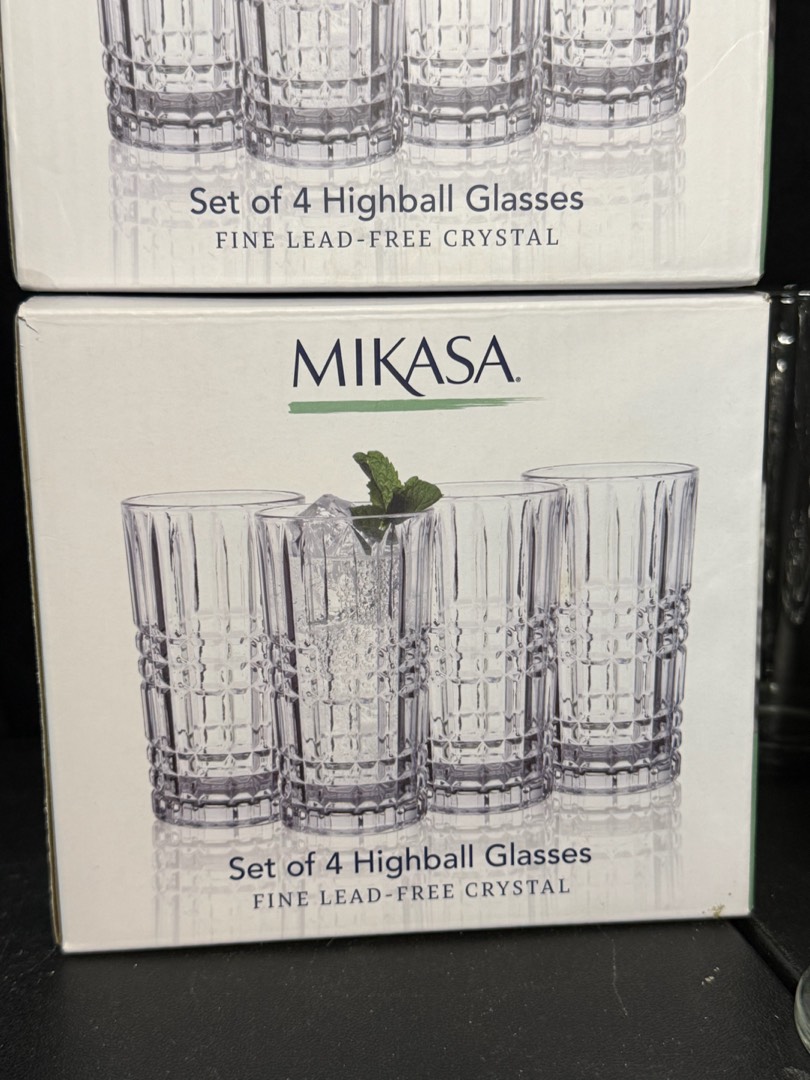 Set of 4 Highball Glasses
FINE LEAD-FREE CRYSTAL
MIKASA.
Set of 4 Highball Glasses
FINE LEAD-FREE CRYSTAL